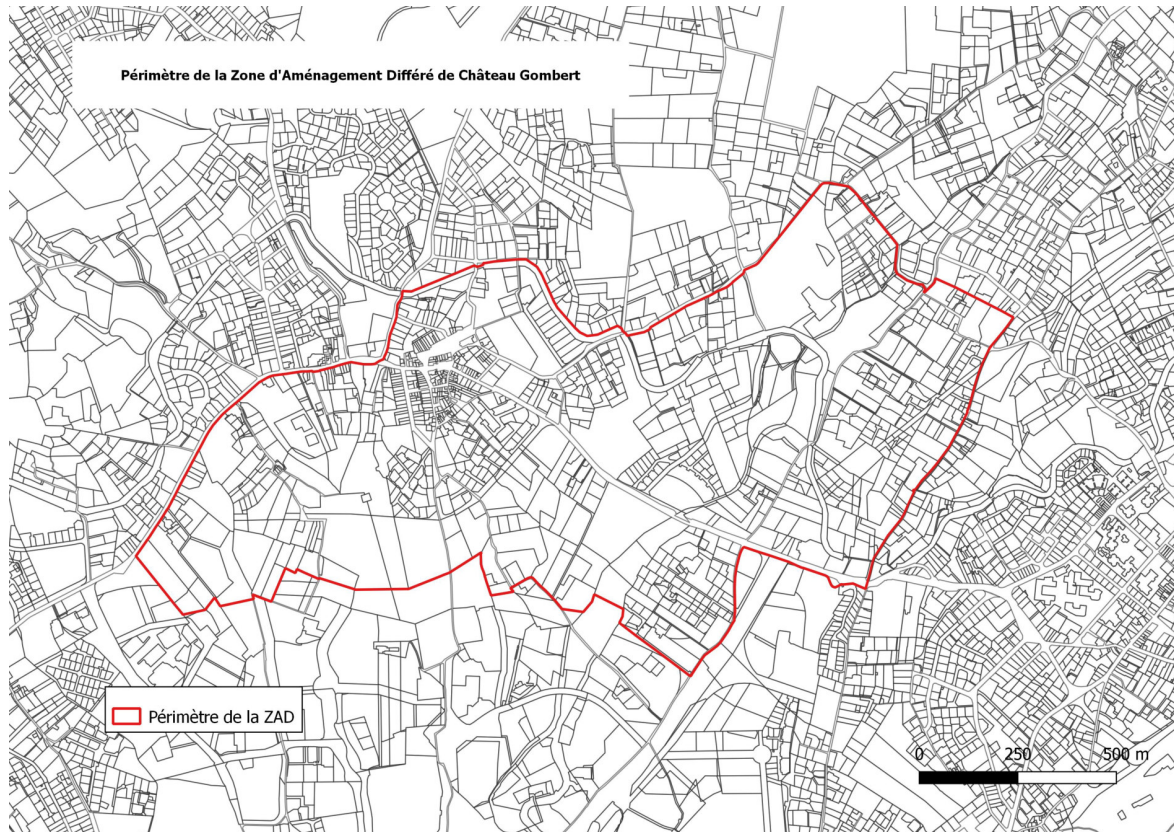 Périmètre de la Zone d'Aménagement Différé de Château Gombert
Périmètre de la ZAD
0 250 500 m